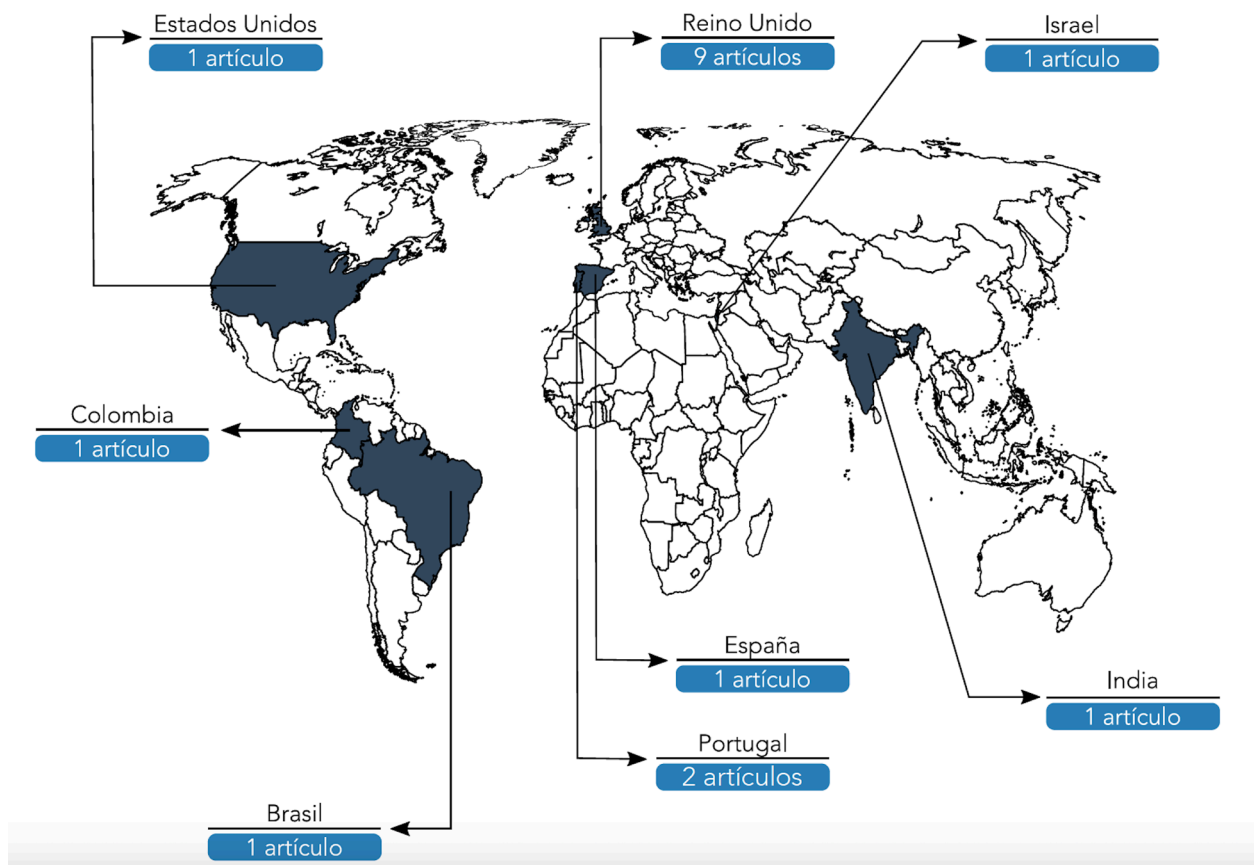 Estados Unidos
1 artículo
Reino Unido
9 artículos
Israel
1 artículo
Colombia
1 artículo
España
1 artículo
India
1 artículo
Portugal
2 artículos
Brasil
1 artículo